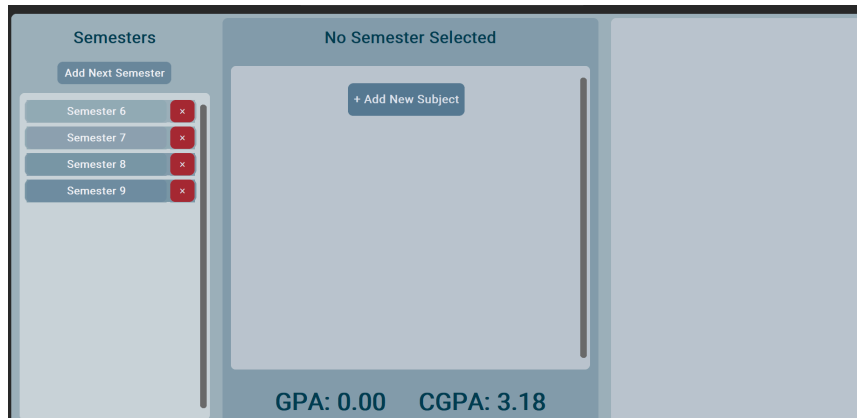 Semesters
Add Next Semester
Semester 6 ×
Semester 7 ×
Semester 8 ×
Semester 9 ×
No Semester Selected
+ Add New Subject
GPA: 0.00 CGPA: 3.18